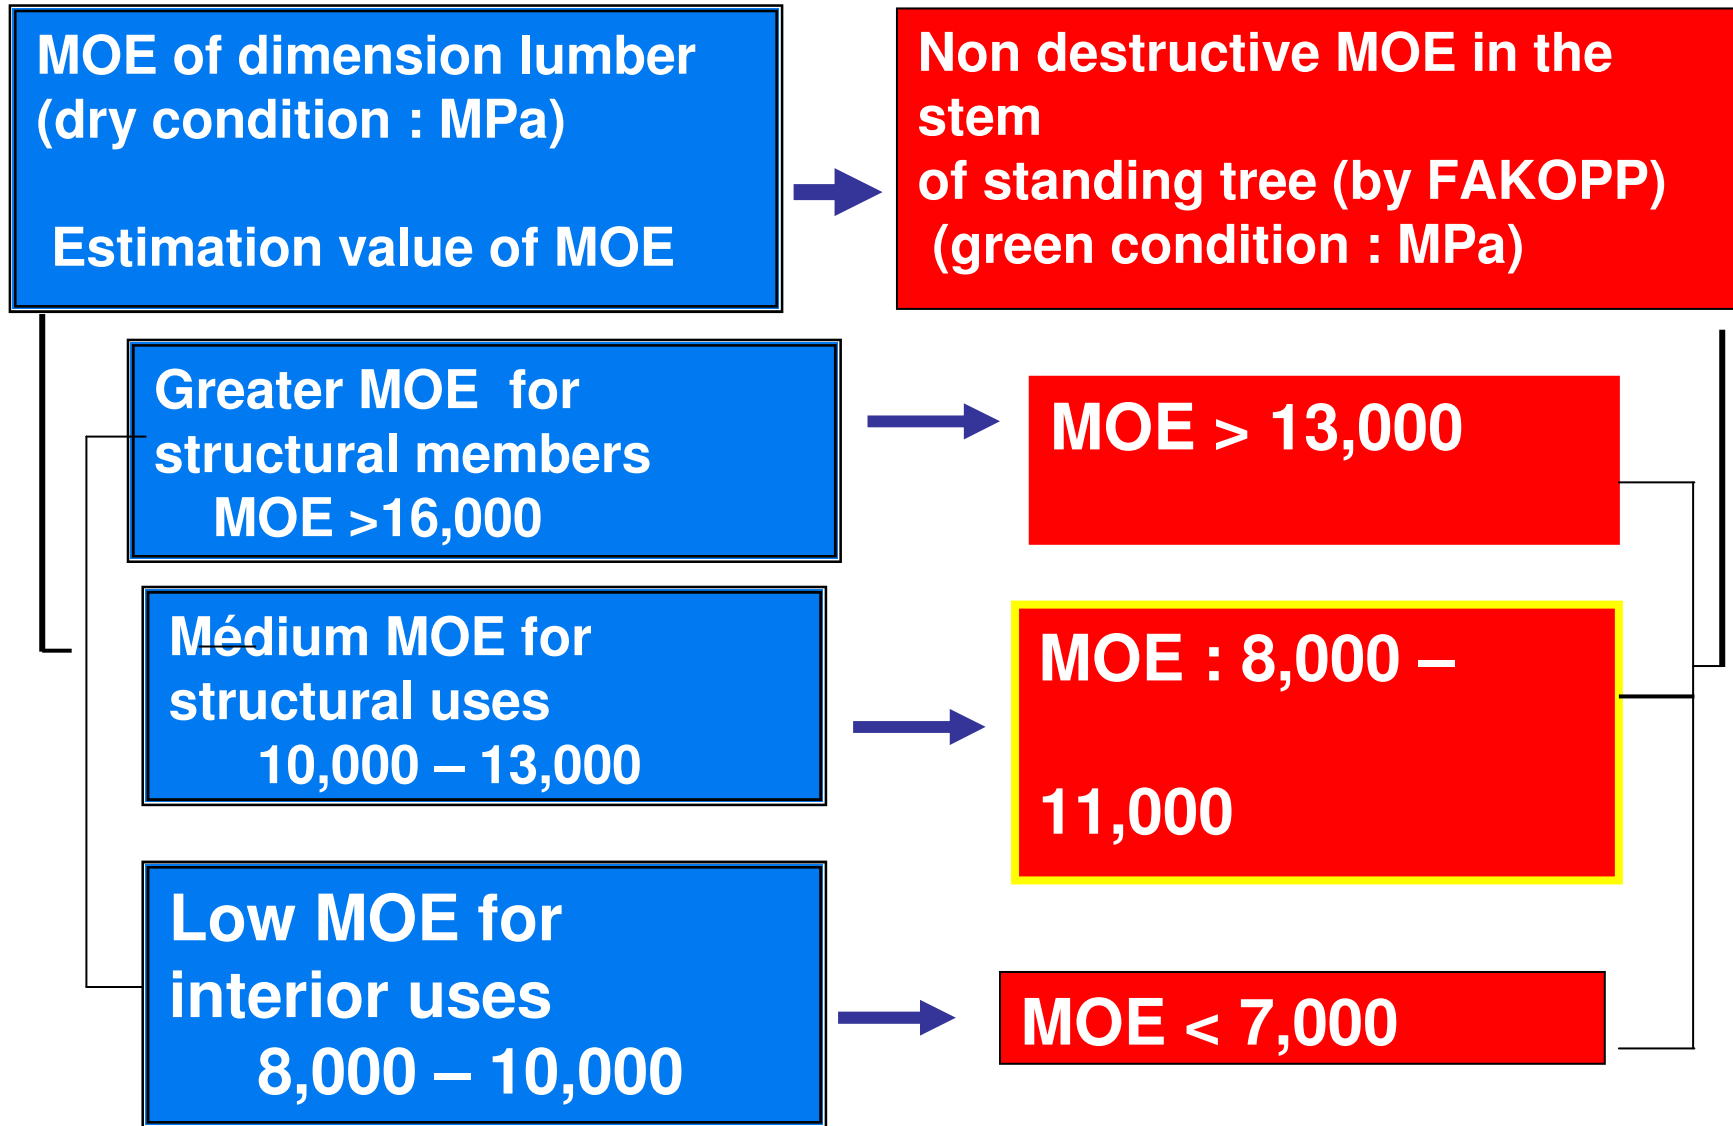 MOE of dimension lumber
(dry condition : MPa)
Estimation value of MOE
Non destructive MOE in the
stem
of standing tree (by FAKOPP)
(green condition : MPa)
Greater MOE for
structural members
MOE >16,000
MOE > 13,000
Médium MOE for
structural uses
10,000 – 13,000
MOE : 8,000 –
11,000
Low MOE for
interior uses
8,000 – 10,000
MOE < 7,000